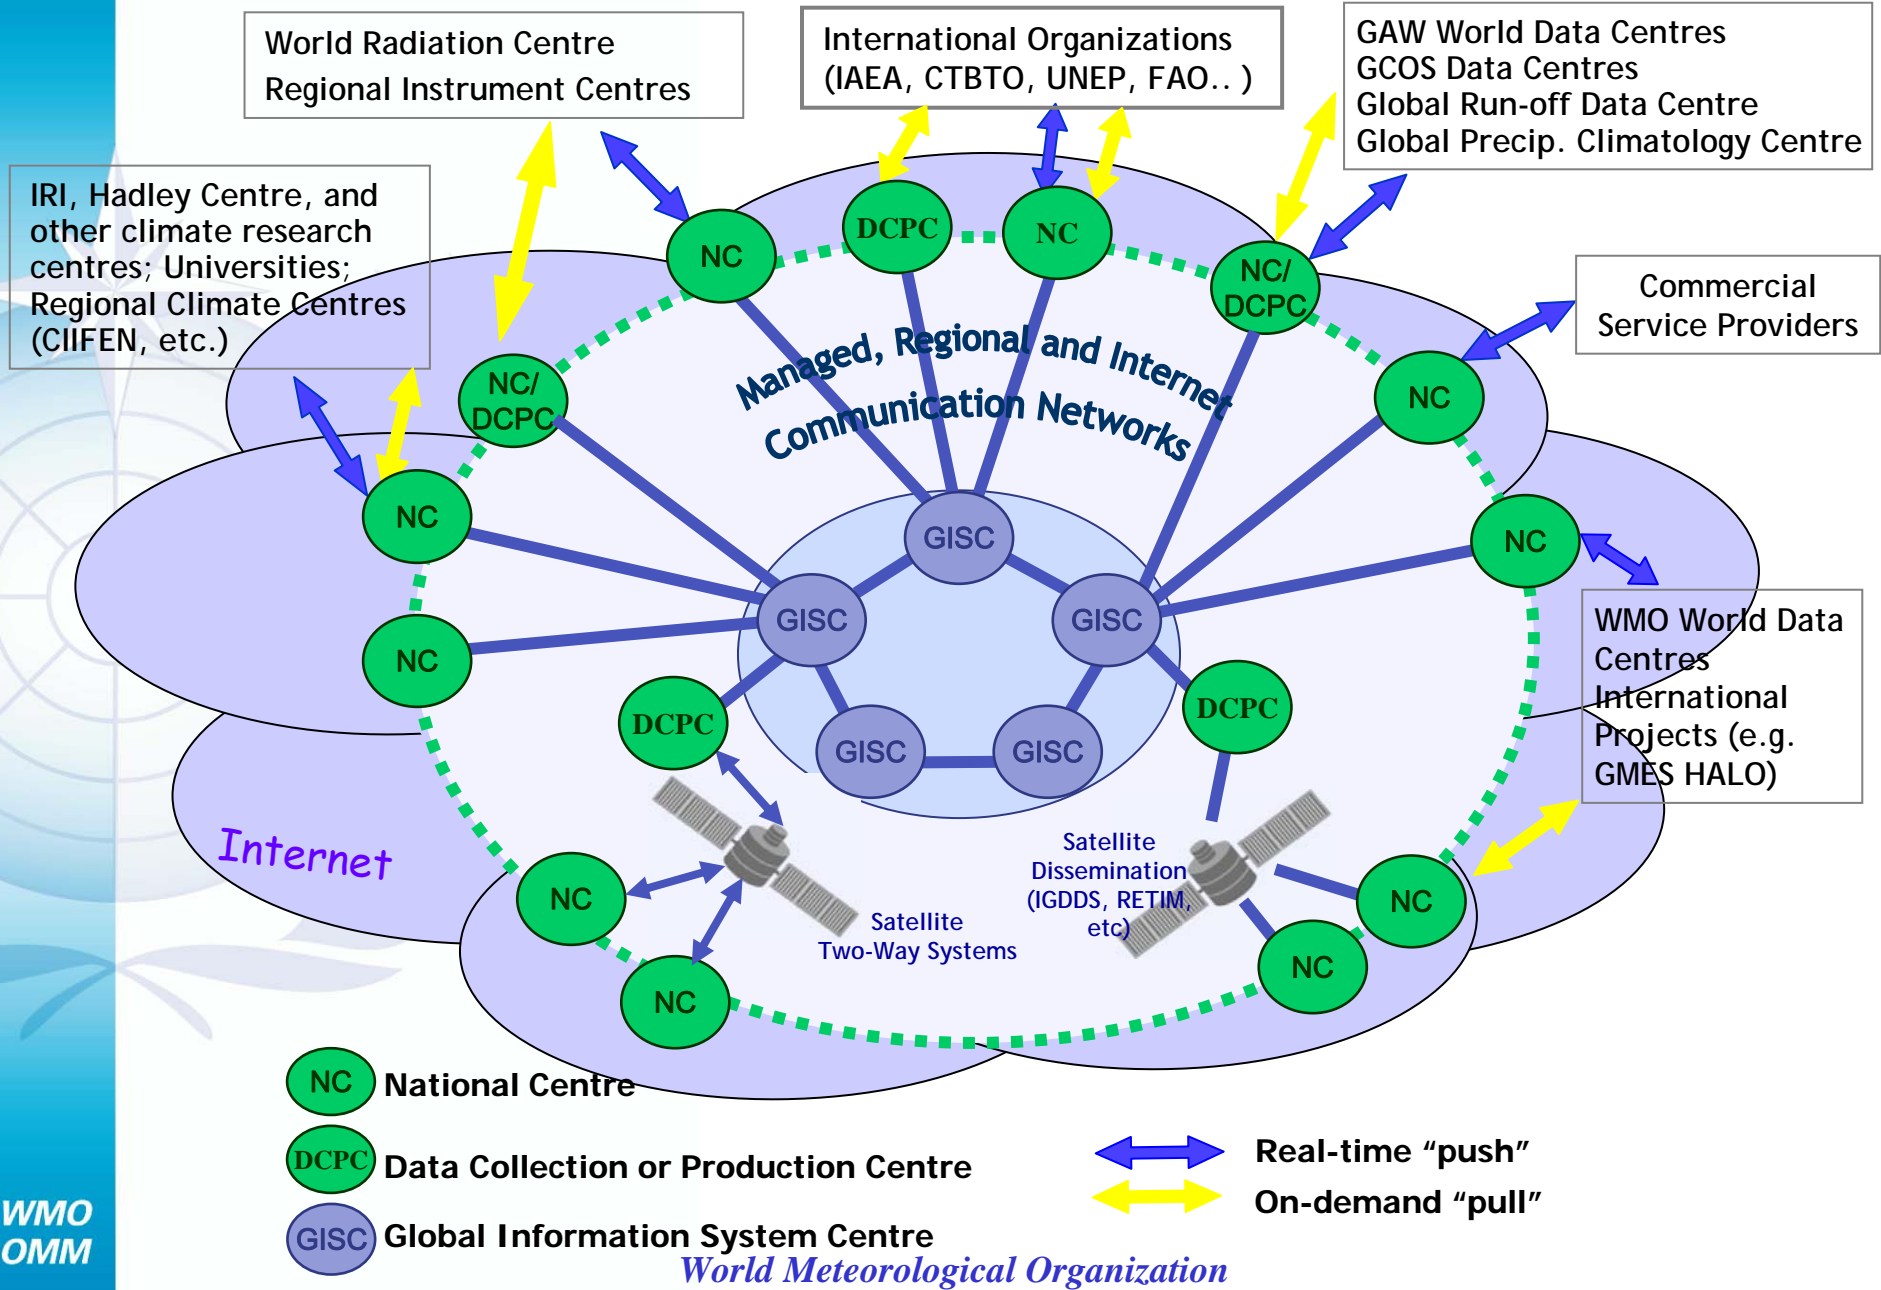 World Radiation Centre
Regional Instrument Centres
International Organizations
(IAEA, CTBTO, UNEP, FAO.. )
GAW World Data Centres
GCOS Data Centres
Global Run-off Data Centre
Global Precip. Climatology Centre
IRI, Hadley Centre, and
other climate research
centres; Universities;
Regional Climate Centres
(CIIFEN, etc.)
Commercial
Service Providers
NC
DCPC
NC
NC/
DCPC
NC/
DCPC
NC
Managed, Regional and Internet
Communication Networks
NC
NC
GISC
GISC
GISC
NC
WMO World Data
Centres
International
Projects (e.g.
GMES HALO)
DCPC
DCPC
GISC
GISC
Internet
Satellite
Dissemination
(IGDDS, RETIM,
etc)
Satellite
Two-Way Systems
NC
NC
NC
NC
NC
National Centre
DCPC
Data Collection or Production Centre
GISC
Global Information System Centre
Real-time “push”
On-demand “pull”
WMO
OMM
World Meteorological Organization